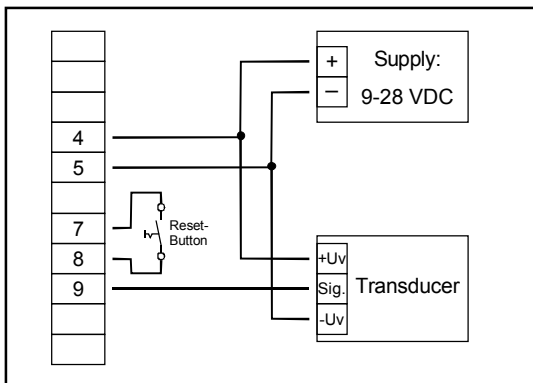 4
5
7
8
9
Reset-
Button
+
–
Supply:
9-28 VDC
+Uv
Sig.
-Uv
Transducer